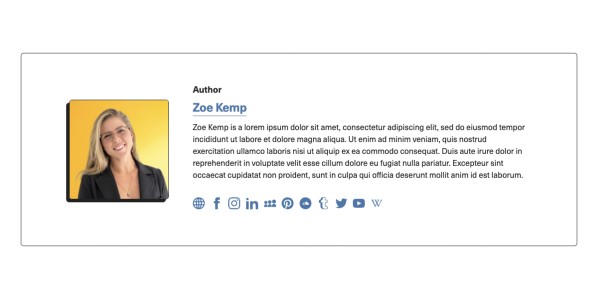 Author
Zoe Kemp
Zoe Kemp is a lorem ipsum dolor sit amet, consectetur adipiscing elit, sed do eiusmod tempor
incididunt ut labore et dolore magna aliqua. Ut enim ad minim veniam, quis nostrud
exercitation ullamco laboris nisi ut aliquip ex ea commodo consequat. Duis aute irure dolor in
reprehenderit in voluptate velit esse cillum dolore eu fugiat nulla pariatur. Excepteur sint
occaecat cupidatat non proident, sunt in culpa qui officia deserunt mollit anim id est laborum.